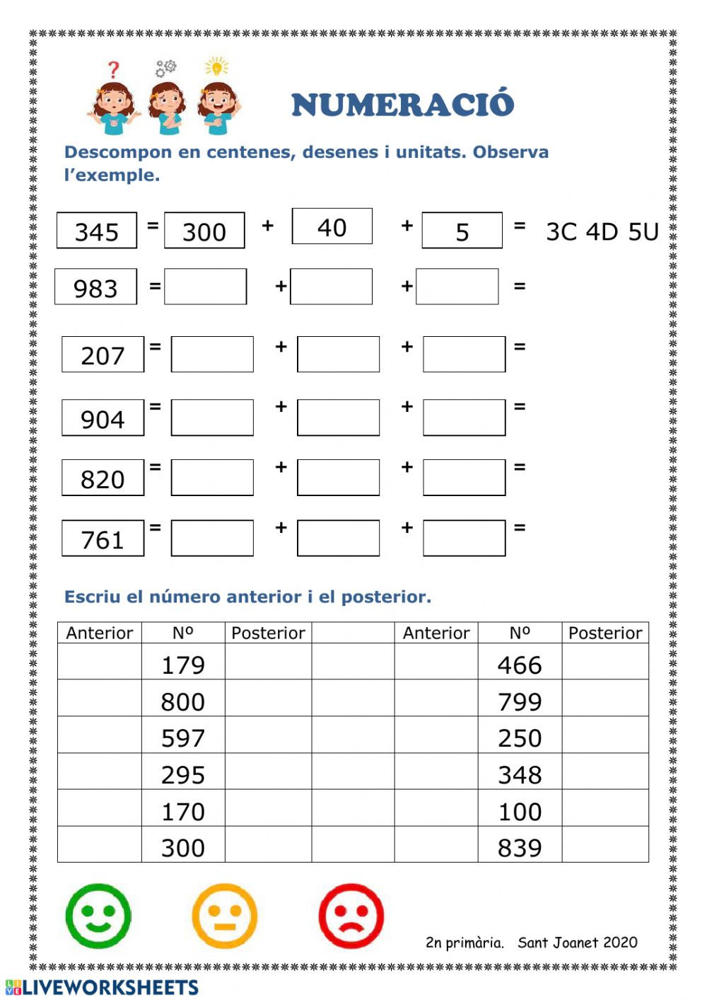 NUMERACIÓ
Descompon en centenes, desenes i unitats. Observa
l’exemple.
345 = 300 + 40 + 5 = 3C 4D 5U
983 = + + =
207 = + + =
904 = + + =
820 = + + =
761 = + + =
Escriu el número anterior i el posterior.
Anterior Nº Posterior Anterior Nº Posterior
179 466
800 799
597 250
295 348
170 100
300 839
2n primària. Sant Joanet 2020
LIVEWORKSHEETS